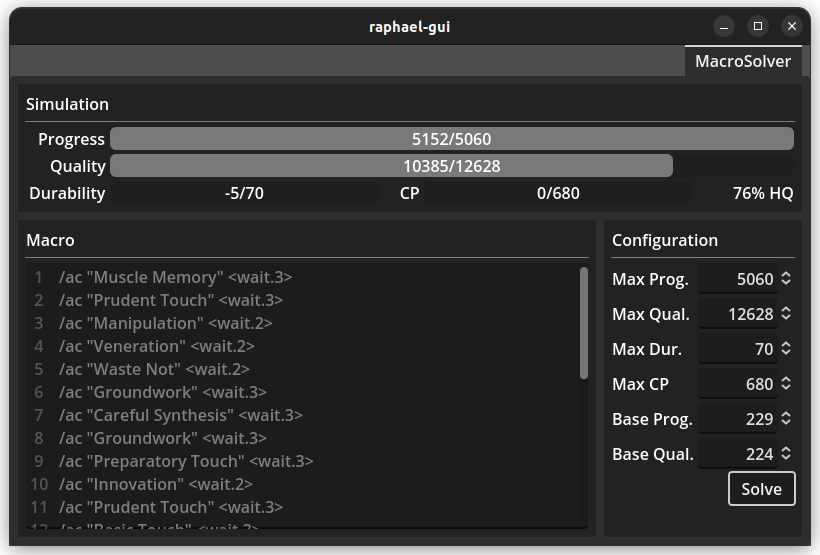 raphael-gui
MacroSolver
Simulation
Progress 5152/5060
Quality 10385/12628
Durability -5/70 CP 0/680 76% HQ
Macro
1 /ac "Muscle Memory" <wait.3>
2 /ac "Prudent Touch" <wait.3>
3 /ac "Manipulation" <wait.2>
4 /ac "Veneration" <wait.2>
5 /ac "Waste Not" <wait.2>
6 /ac "Groundwork" <wait.3>
7 /ac "Careful Synthesis" <wait.3>
8 /ac "Groundwork" <wait.3>
9 /ac "Preparatory Touch" <wait.3>
10 /ac "Innovation" <wait.2>
11 /ac "Prudent Touch" <wait.3>
12 /ac "Basic Touch" <wait.3>
Configuration
Max Prog. 5060
Max Qual. 12628
Max Dur. 70
Max CP 680
Base Prog. 229
Base Qual. 224
Solve